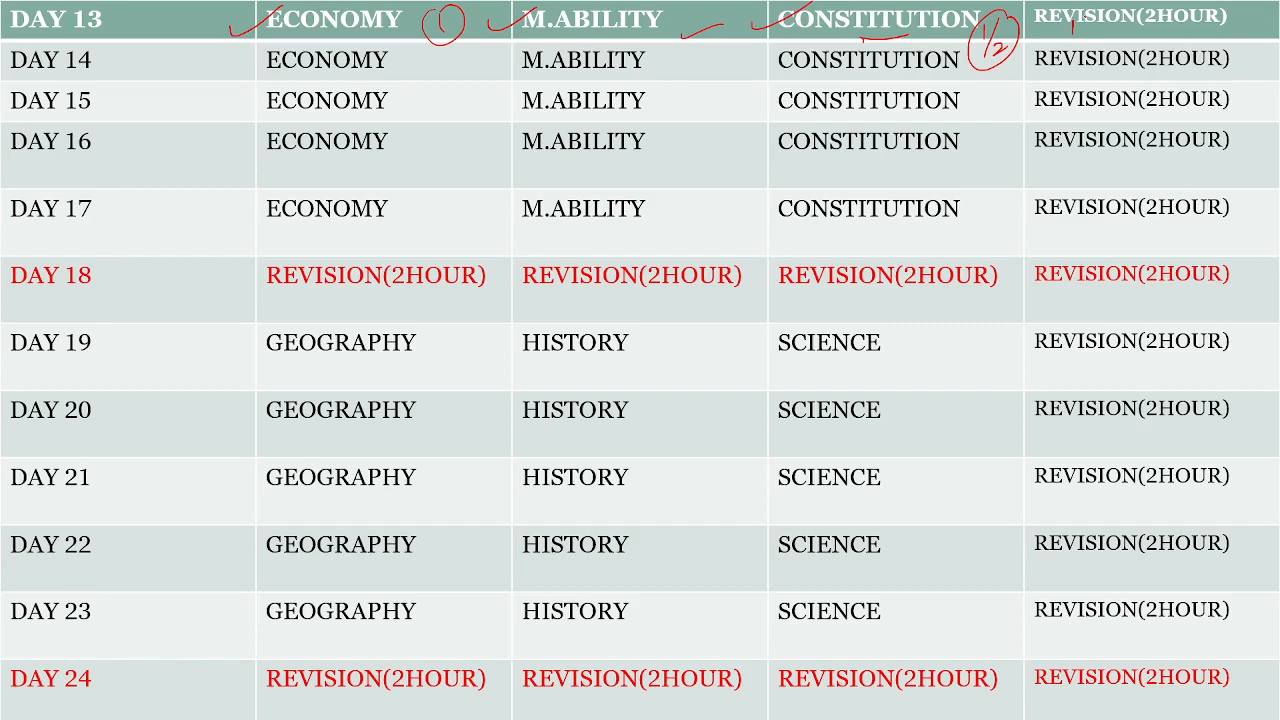 DAY 13 ECONOMY 1 M.ABILITY CONSTITUTION 1/2 REVISION(2HOUR)
DAY 14 ECONOMY M.ABILITY CONSTITUTION REVISION(2HOUR)
DAY 15 ECONOMY M.ABILITY CONSTITUTION REVISION(2HOUR)
DAY 16 ECONOMY M.ABILITY CONSTITUTION REVISION(2HOUR)
DAY 17 ECONOMY M.ABILITY CONSTITUTION REVISION(2HOUR)
DAY 18 REVISION(2HOUR) REVISION(2HOUR) REVISION(2HOUR) REVISION(2HOUR)
DAY 19 GEOGRAPHY HISTORY SCIENCE REVISION(2HOUR)
DAY 20 GEOGRAPHY HISTORY SCIENCE REVISION(2HOUR)
DAY 21 GEOGRAPHY HISTORY SCIENCE REVISION(2HOUR)
DAY 22 GEOGRAPHY HISTORY SCIENCE REVISION(2HOUR)
DAY 23 GEOGRAPHY HISTORY SCIENCE REVISION(2HOUR)
DAY 24 REVISION(2HOUR) REVISION(2HOUR) REVISION(2HOUR) REVISION(2HOUR)